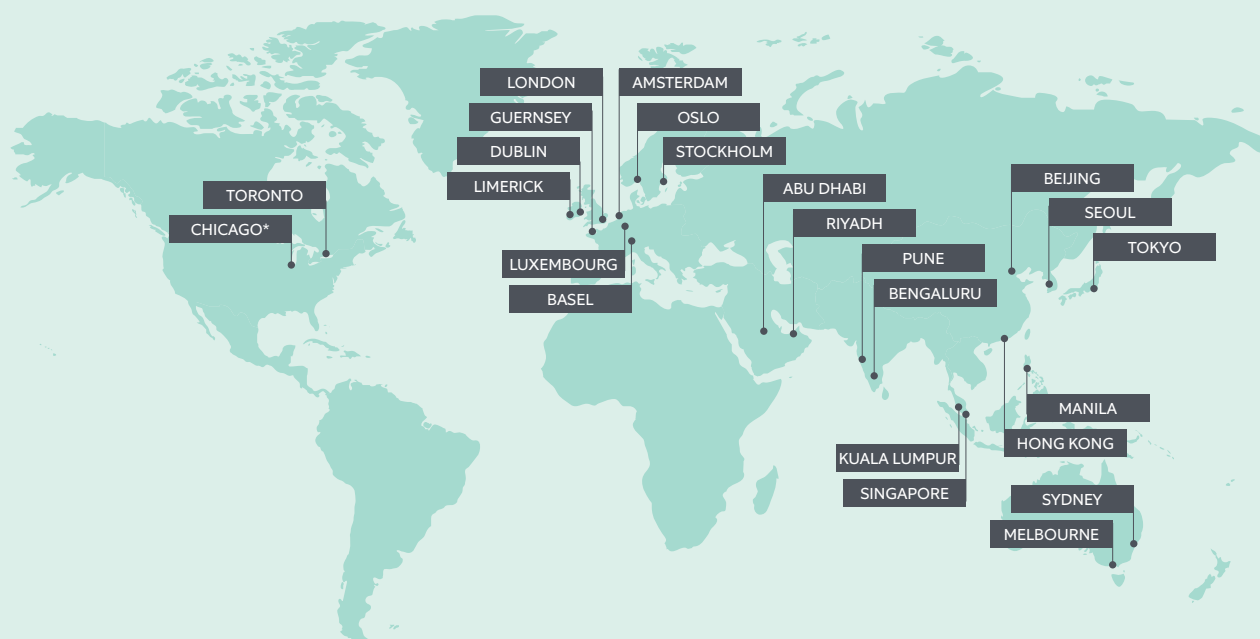 LONDON
AMSTERDAM
GUERNSEY
OSLO
DUBLIN
STOCKHOLM
LIMERICK
TORONTO
CHICAGO*
LUXEMBOURG
BASEL
ABU DHABI
RIYADH
PUNE
BENGALURU
BEIJING
SEOUL
TOKYO
MANILA
HONG KONG
KUALA LUMPUR
SINGAPORE
SYDNEY
MELBOURNE